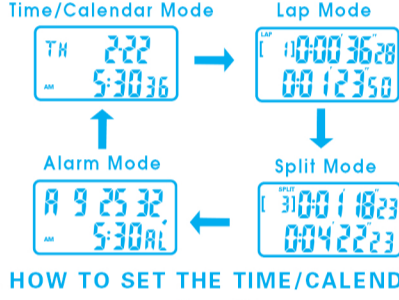 Time/Calendar Mode
TH 2-22
AM 5:30 36
Lap Mode
LAP
[ 1]0:00'36"28
0:01'23"50
Alarm Mode
A 9 25 32
AM 5:30 AL
Split Mode
SPLIT
[ 3]0:01'18"23
0:04'22"23
HOW TO SET THE TIME/CALEND